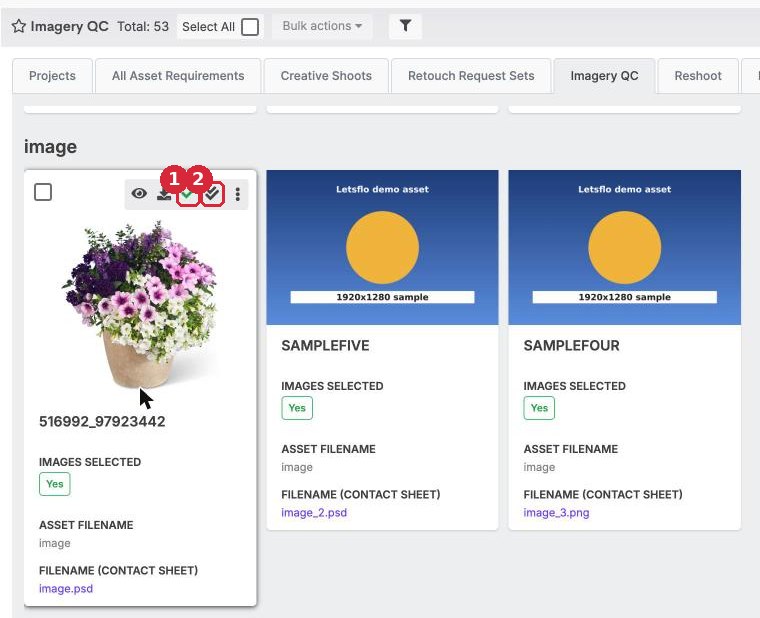 Imagery QC Total: 53 Select All Bulk actions
Projects All Asset Requirements Creative Shoots Retouch Request Sets Imagery QC Reshoot
image
1 2
Letsflo demo asset
1920x1280 sample
Letsflo demo asset
1920x1280 sample
516992_97923442
IMAGES SELECTED
Yes
ASSET FILENAME
image
FILENAME (CONTACT SHEET)
image.psd
SAMPLEFIVE
IMAGES SELECTED
Yes
ASSET FILENAME
image
FILENAME (CONTACT SHEET)
image_2.psd
SAMPLEFOUR
IMAGES SELECTED
Yes
ASSET FILENAME
image
FILENAME (CONTACT SHEET)
image_3.png